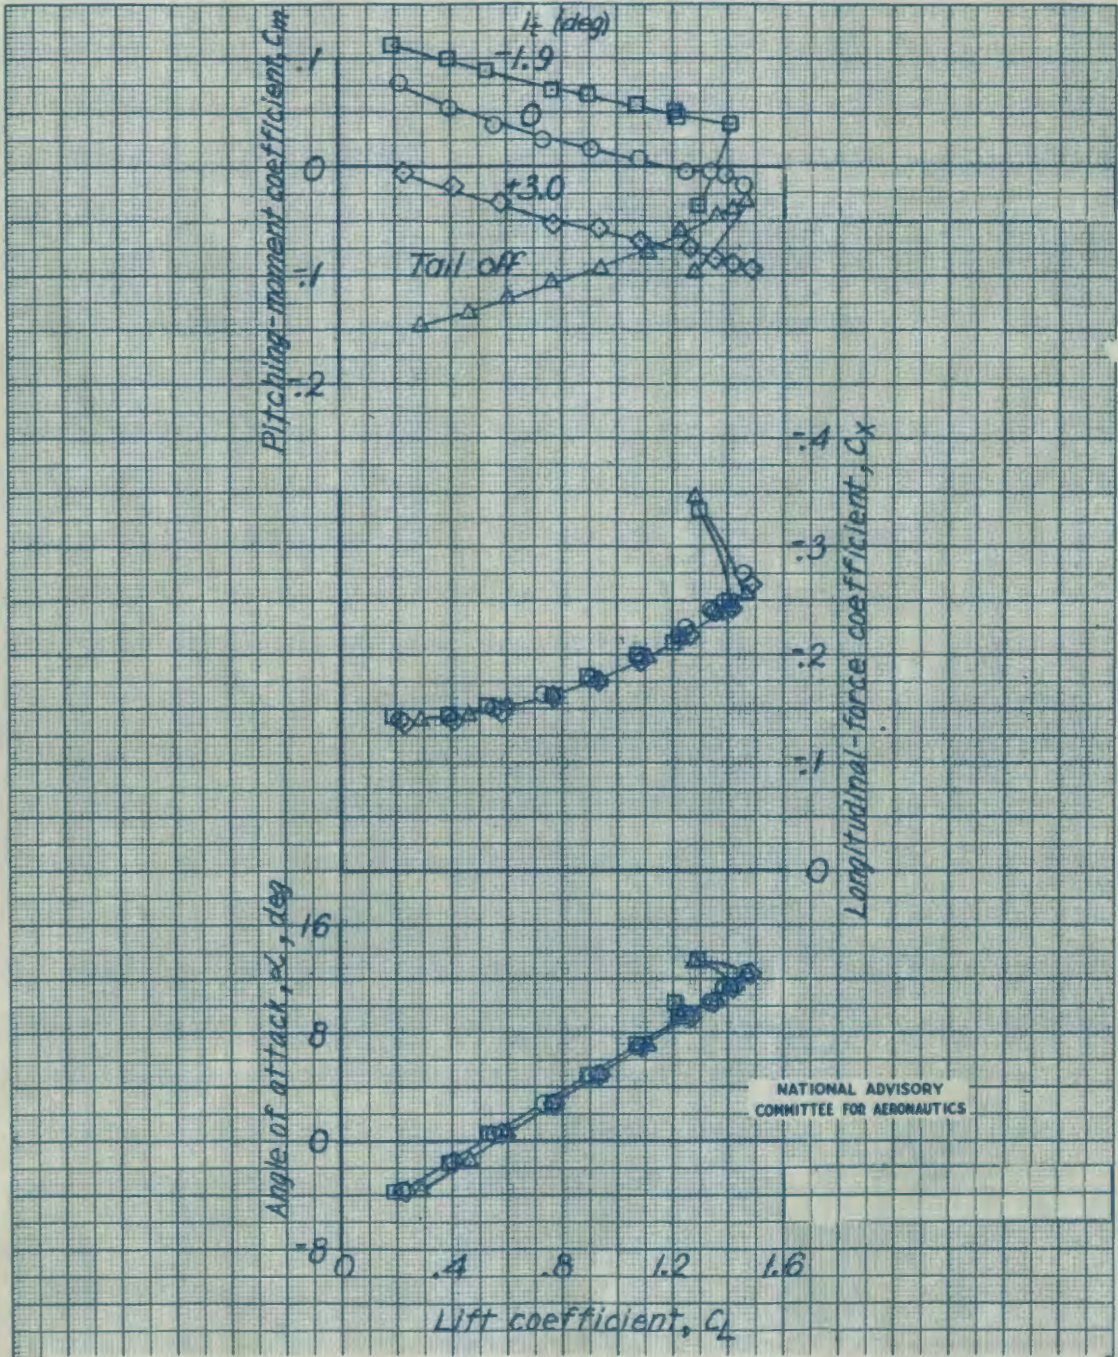 i_t (deg)
Pitching-moment coefficient, C_m
.1
0
-.1
-.2
-1.9
0
+3.0
Tail off
Longitudinal-force coefficient, C_X
-.4
-.3
-.2
-.1
0
Angle of attack, α, deg
16
8
0
-8
0 .4 .8 1.2 1.6
Lift coefficient, C_L
NATIONAL ADVISORY
COMMITTEE FOR AERONAUTICS